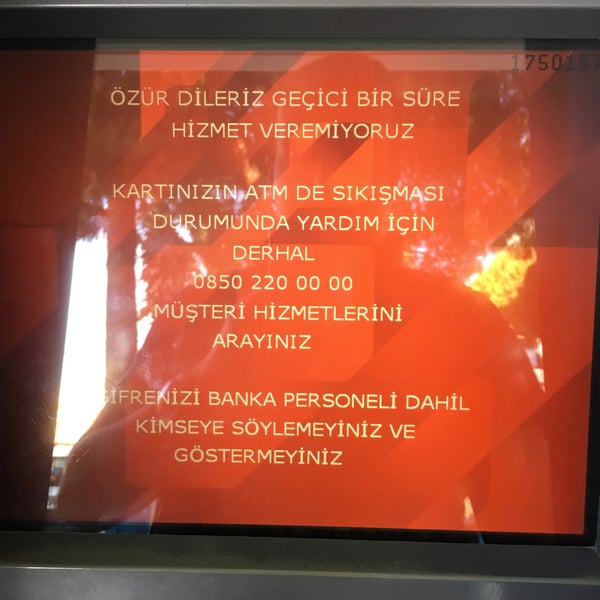 ÖZÜR DİLERİZ GEÇİCİ BİR SÜRE
HİZMET VEREMİYORUZ
KARTINIZIN ATM DE SIKIŞMASI
DURUMUNDA YARDIM İÇİN
DERHAL
0850 220 00 00
MÜŞTERİ HİZMETLERİNİ
ARAYINIZ
ŞİFRENİZİ BANKA PERSONELİ DAHİL
KİMSEYE SÖYLEMEYİNİZ VE
GÖSTERMEYİNİZ